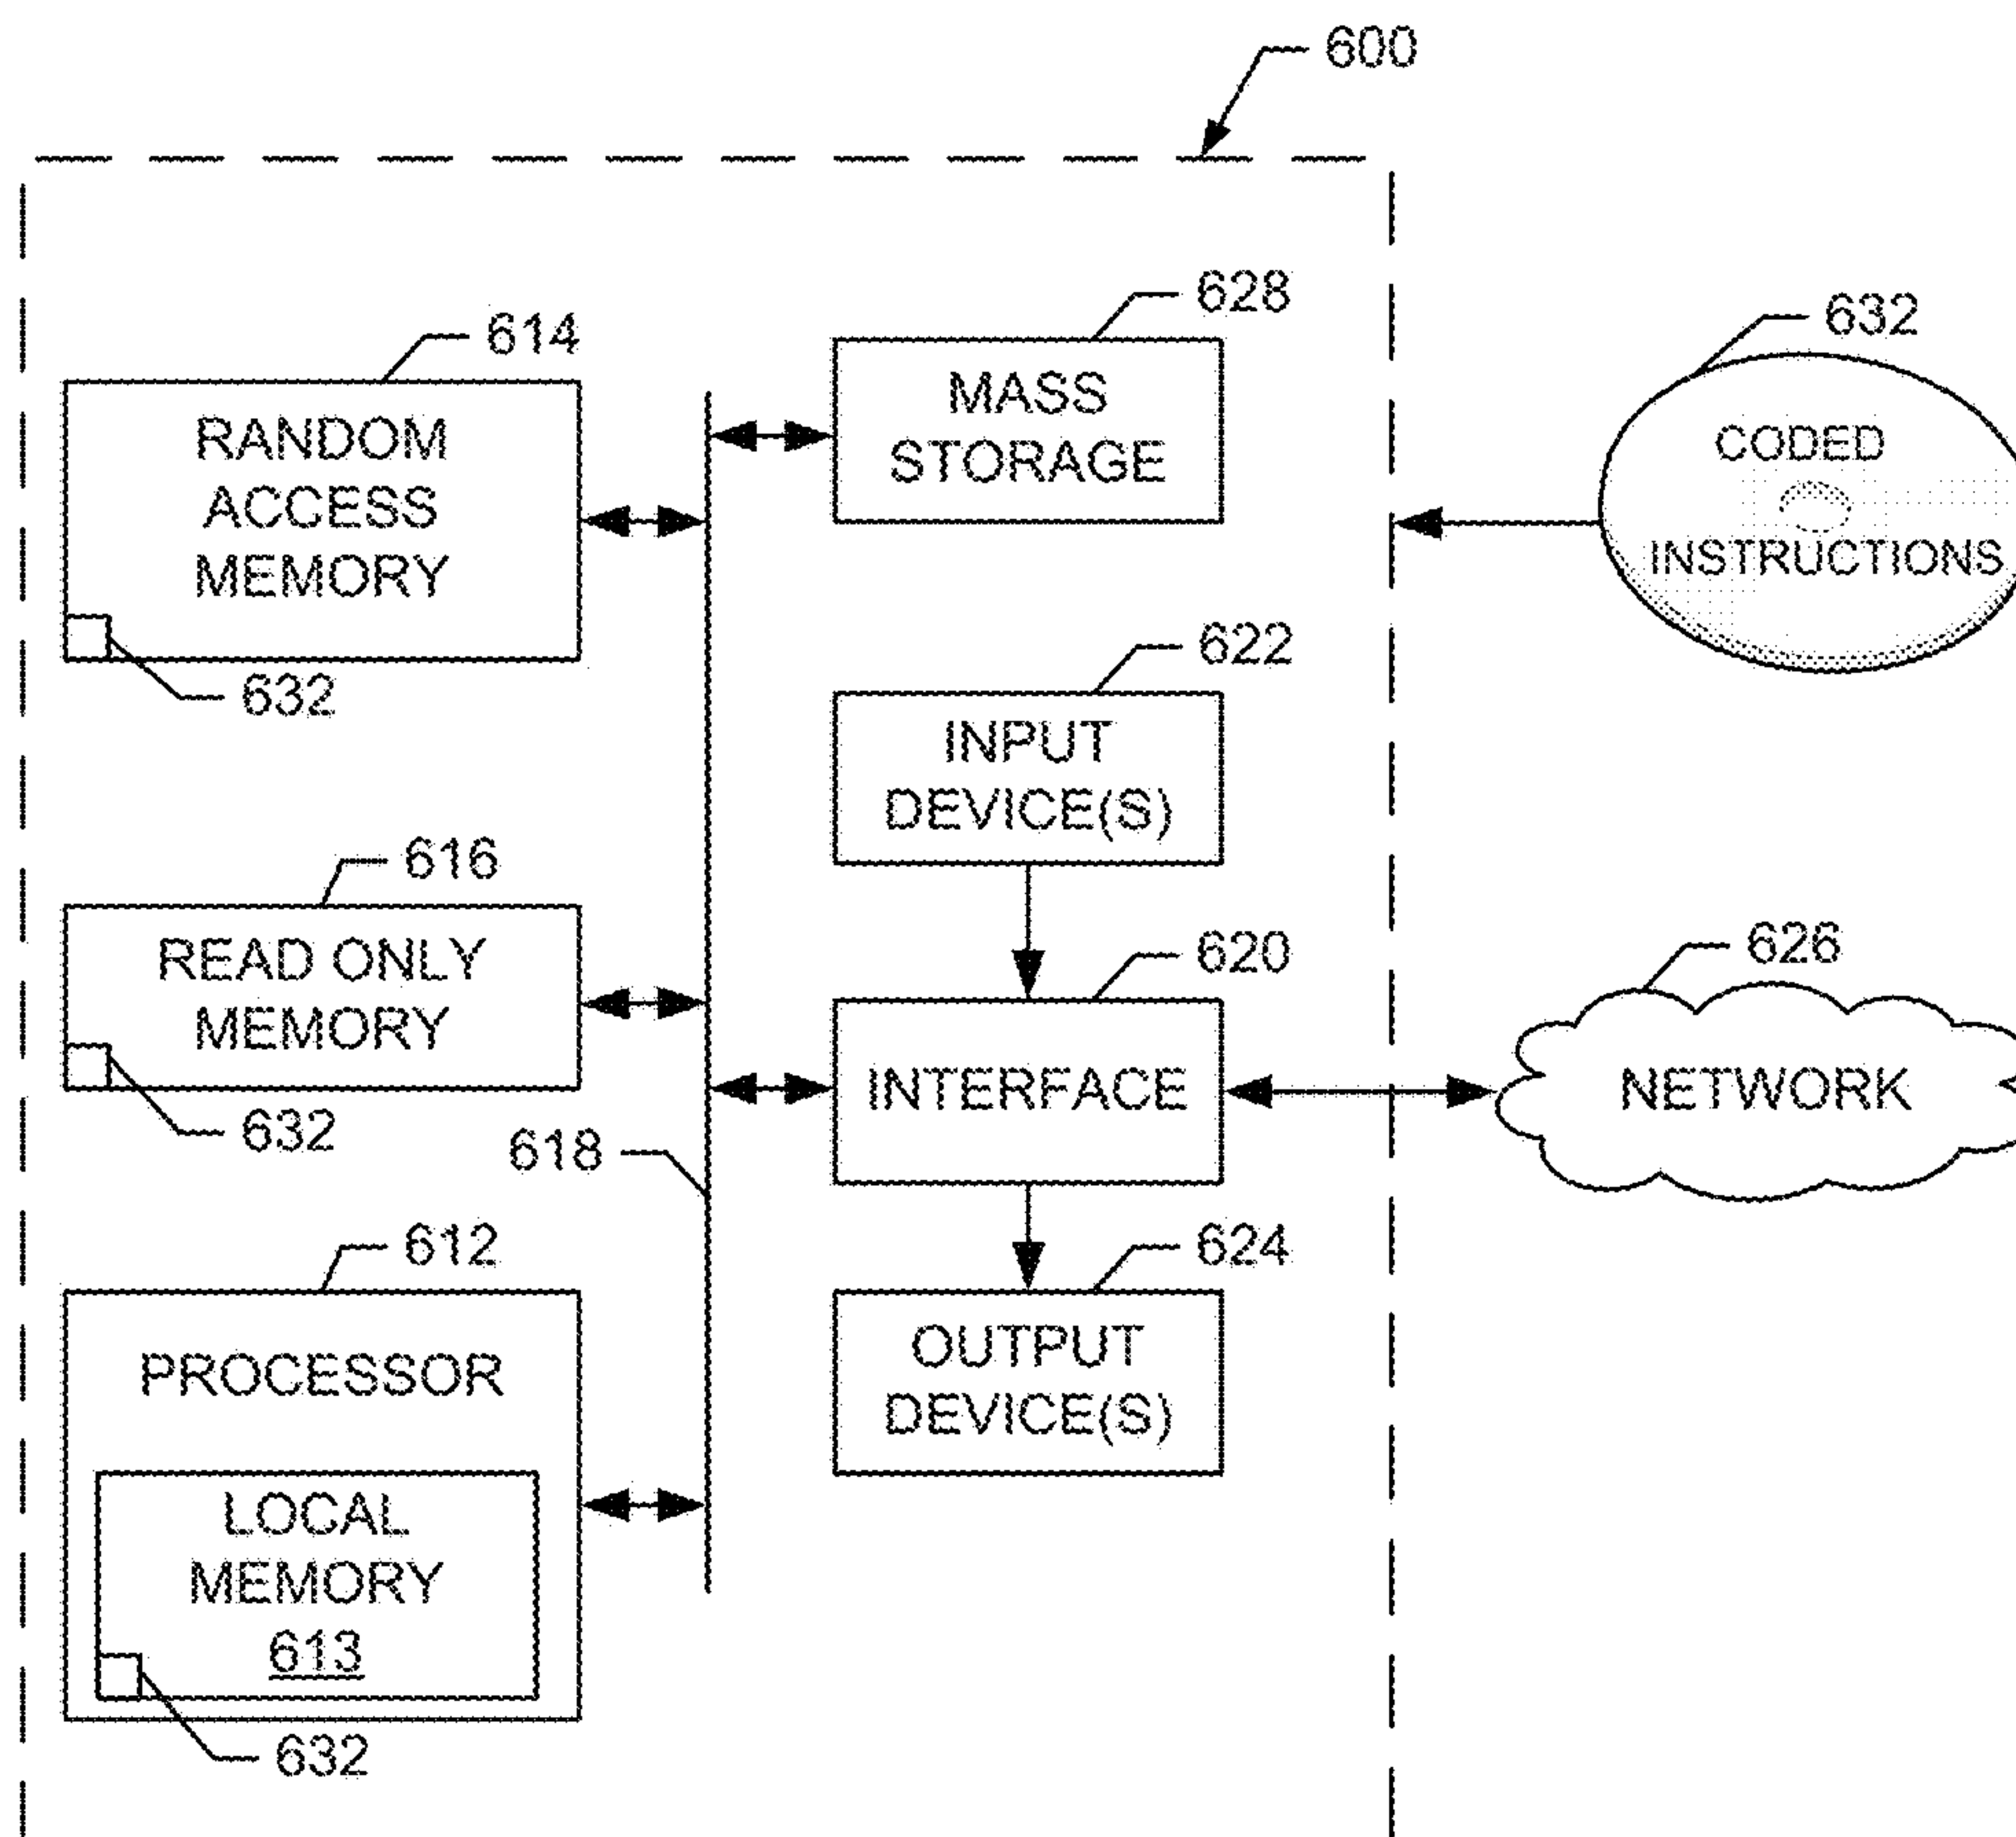 600
628
614
632
MASS
STORAGE
RANDOM
ACCESS
MEMORY
CODED
INSTRUCTIONS
632
622
INPUT
DEVICE(S)
616
READ ONLY
MEMORY
620
626
INTERFACE
NETWORK
632
618
612
624
PROCESSOR
OUTPUT
DEVICE(S)
LOCAL
MEMORY
613
632